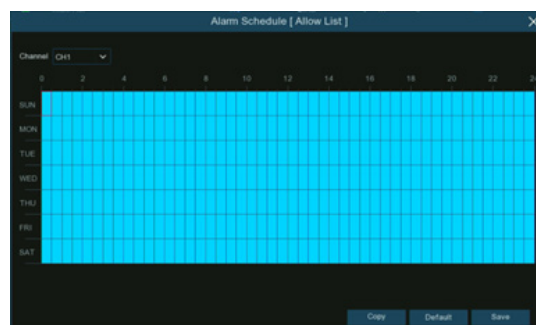 Alarm Schedule [ Allow List ] X
Channel CH1
0 2 4 6 8 10 12 14 16 18 20 22 24
SUN
MON
TUE
WED
THU
FRI
SAT
Copy Default Save